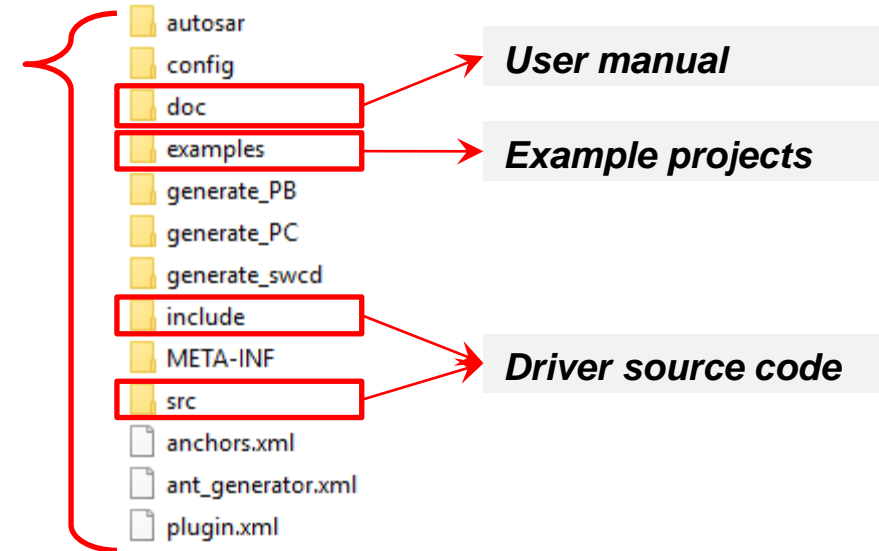 autosar
config
doc
examples
generate_PB
generate_PC
generate_swcd
include
META-INF
src
anchors.xml
ant_generator.xml
plugin.xml
User manual
Example projects
Driver source code